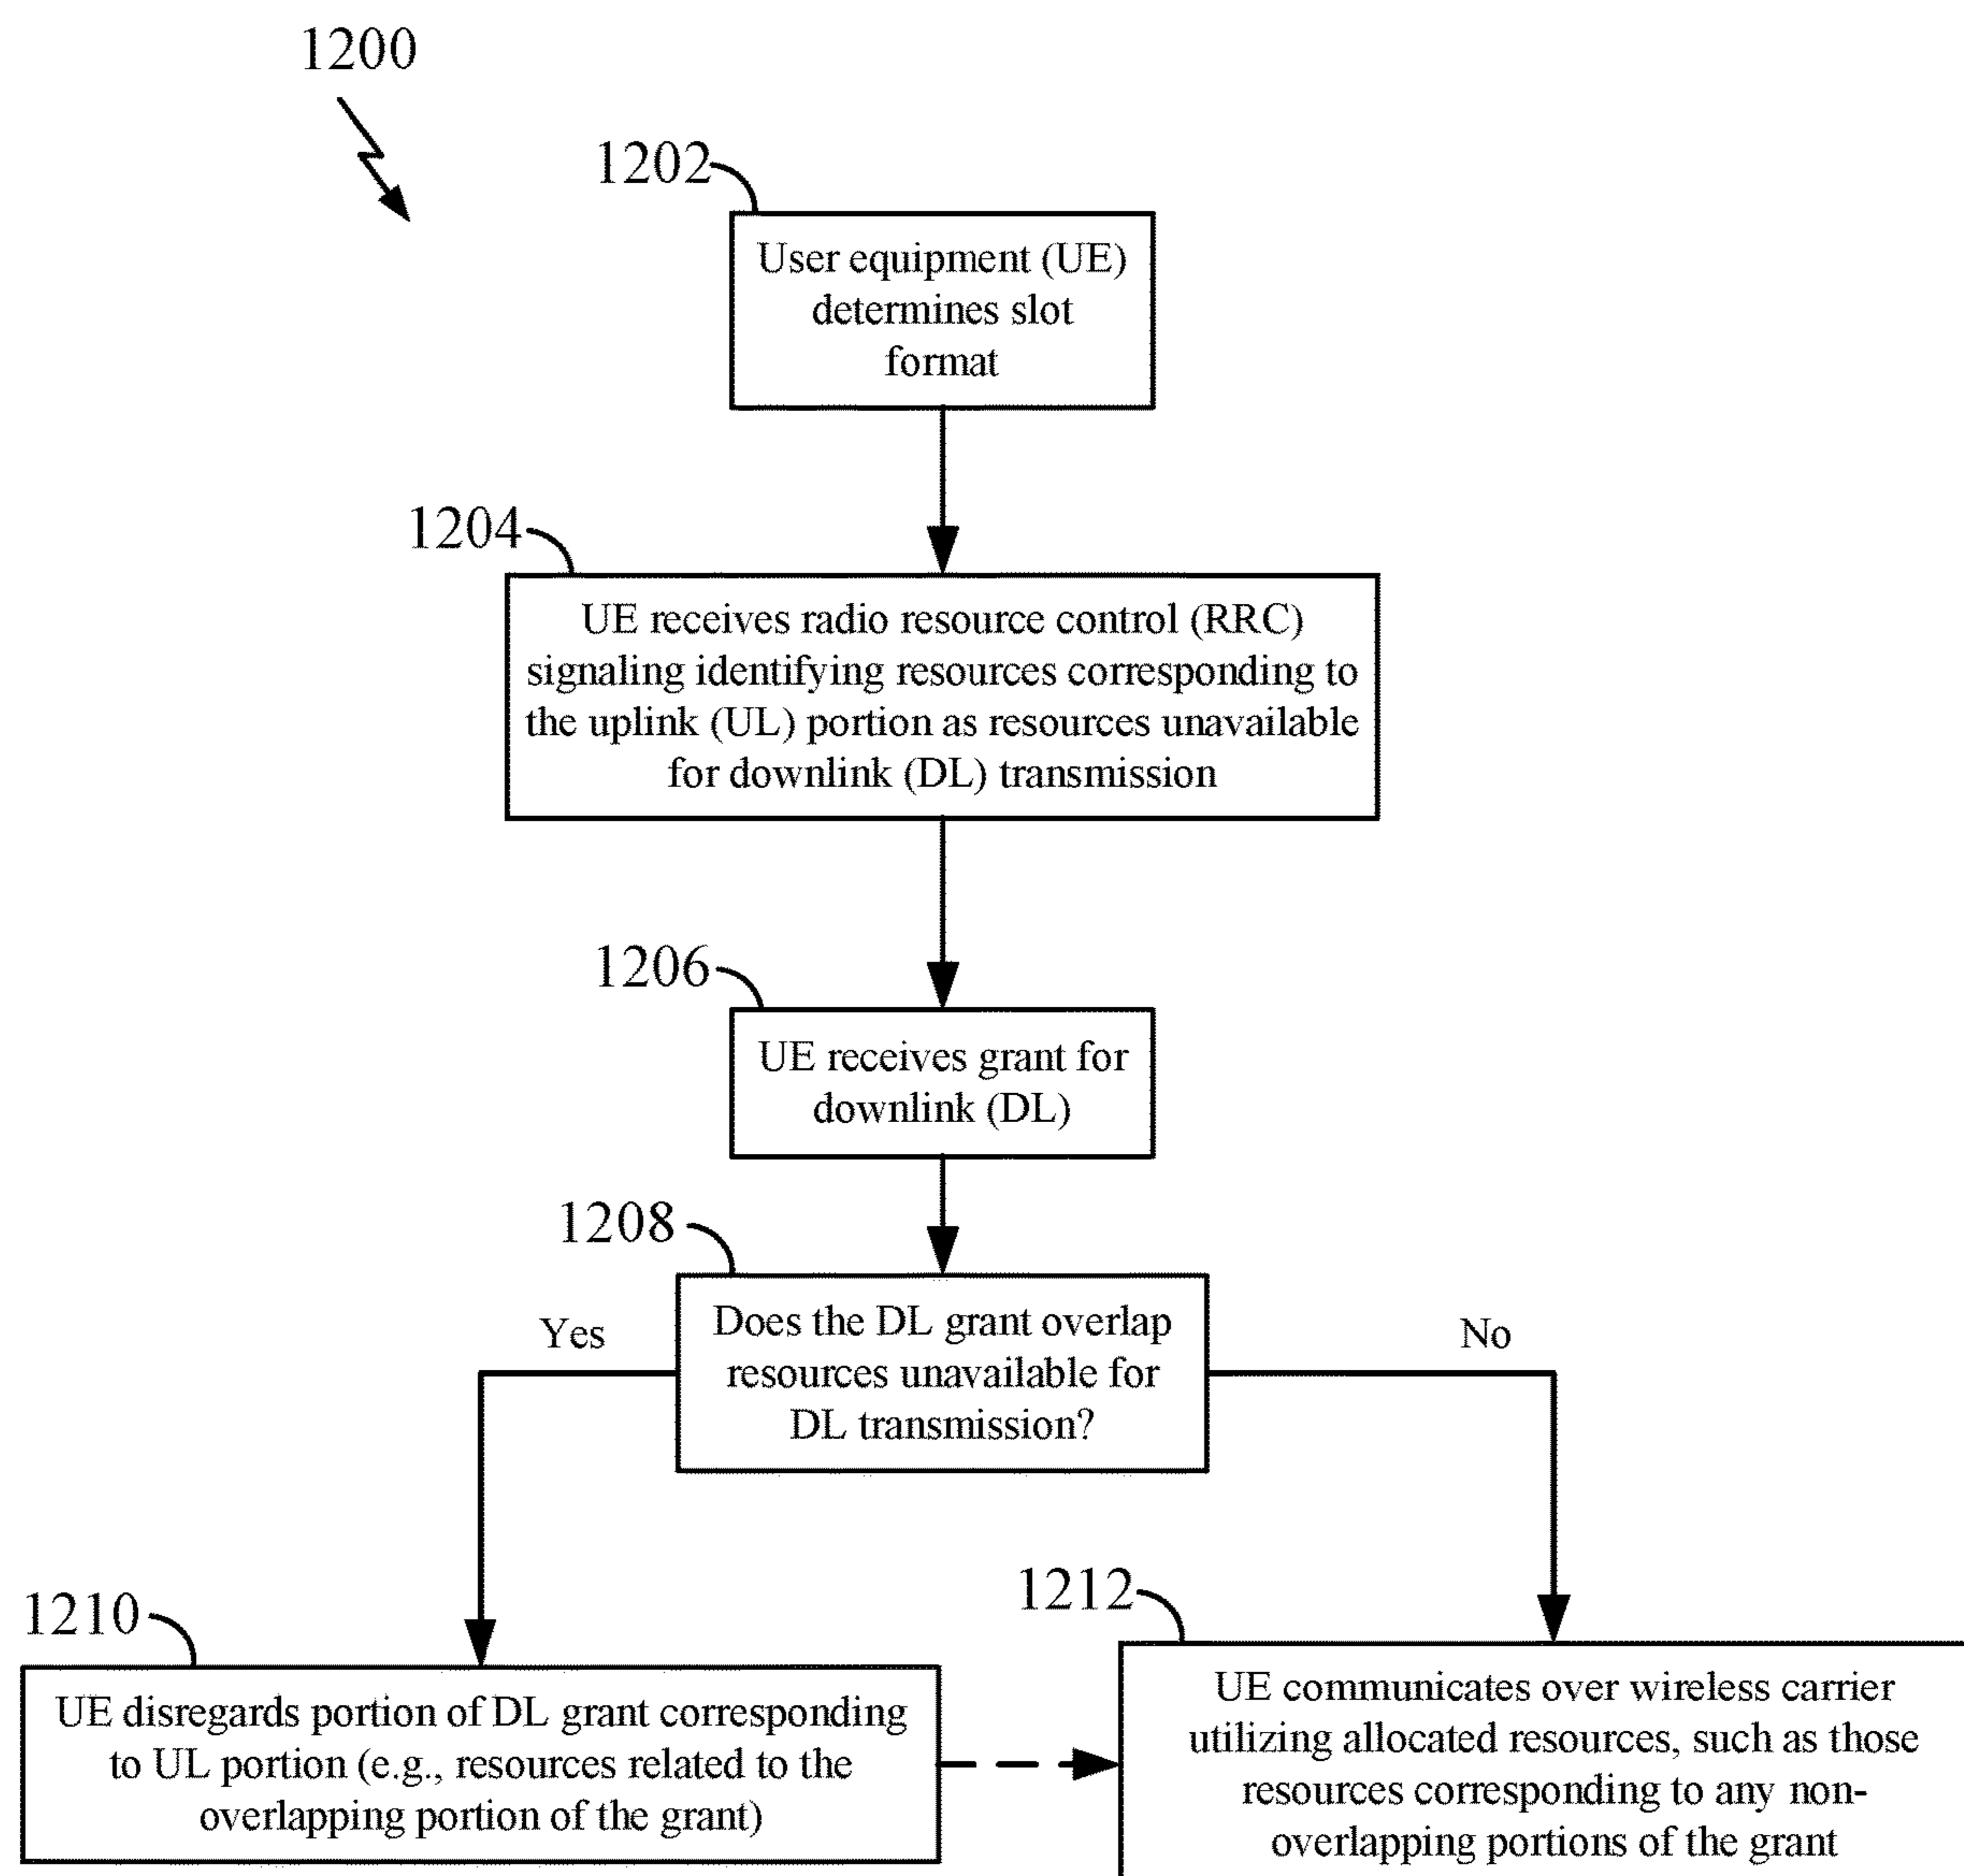 1200
1202
User equipment (UE)
determines slot
format
1204
UE receives radio resource control (RRC)
signaling identifying resources corresponding to
the uplink (UL) portion as resources unavailable
for downlink (DL) transmission
1206
UE receives grant for
downlink (DL)
1208
Does the DL grant overlap
resources unavailable for
DL transmission?
Yes
No
1210
UE disregards portion of DL grant corresponding
to UL portion (e.g., resources related to the
overlapping portion of the grant)
1212
UE communicates over wireless carrier
utilizing allocated resources, such as those
resources corresponding to any non-
overlapping portions of the grant